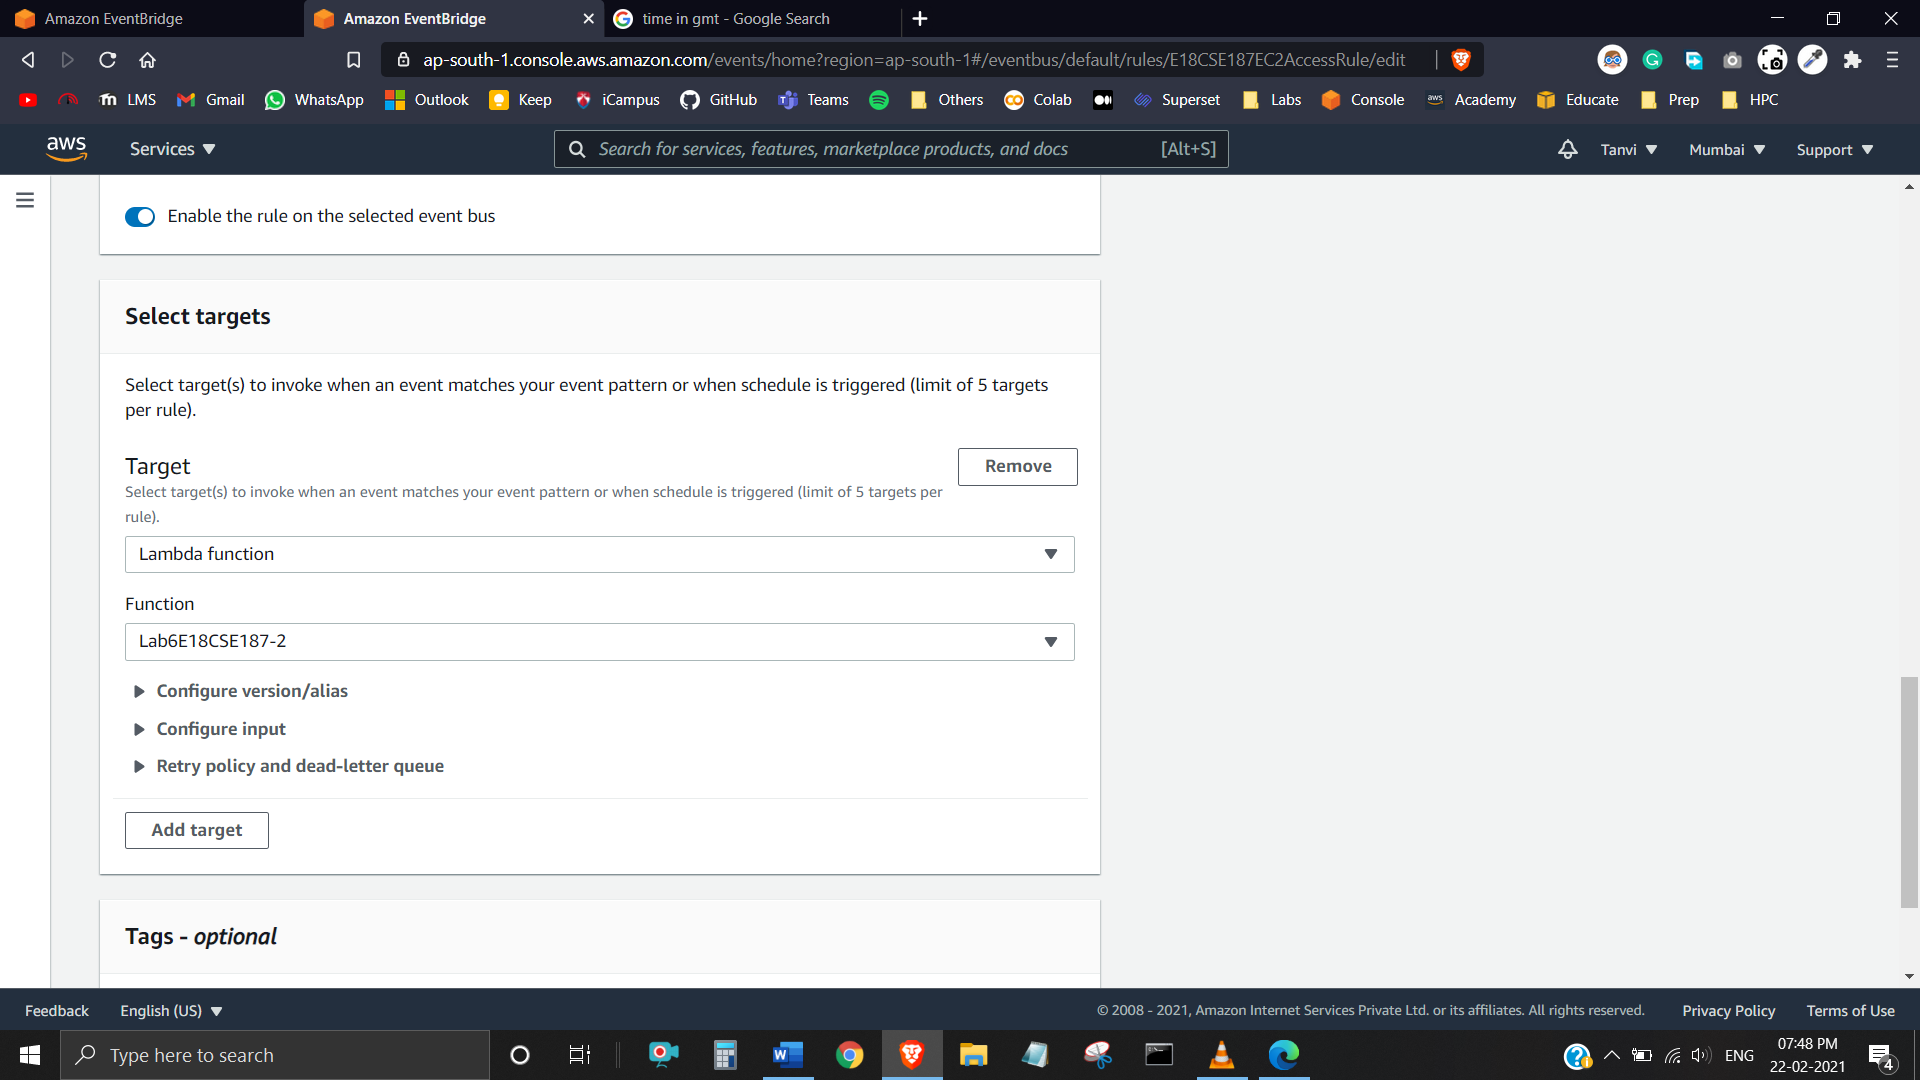 Amazon EventBridge
Amazon EventBridge
time in gmt - Google Search
ap-south-1.console.aws.amazon.com/events/home?region=ap-south-1#/eventbus/default/rules/E18CSE187EC2AccessRule/edit
LMS Gmail WhatsApp Outlook Keep iCampus GitHub Teams Others Colab Superset Labs Console Academy Educate Prep HPC
aws Services Search for services, features, marketplace products, and docs [Alt+S] Tanvi Mumbai Support
Enable the rule on the selected event bus
Select targets
Select target(s) to invoke when an event matches your event pattern or when schedule is triggered (limit of 5 targets
per rule).
Target
Remove
Select target(s) to invoke when an event matches your event pattern or when schedule is triggered (limit of 5 targets per
rule).
Lambda function
Function
Lab6E18CSE187-2
Configure version/alias
Configure input
Retry policy and dead-letter queue
Add target
Tags - optional
Feedback English (US) © 2008 - 2021, Amazon Internet Services Private Ltd. or its affiliates. All rights reserved. Privacy Policy Terms of Use
Type here to search
ENG
07:48 PM
22-02-2021
4